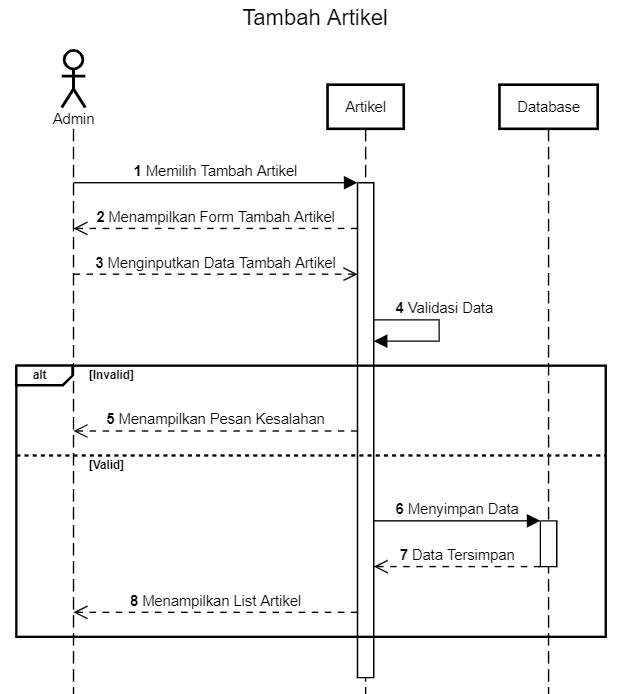 Tambah Artikel
Admin
Artikel
Database
1 Memilih Tambah Artikel
2 Menampilkan Form Tambah Artikel
3 Menginputkan Data Tambah Artikel
4 Validasi Data
alt
[Invalid]
5 Menampilkan Pesan Kesalahan
[Valid]
6 Menyimpan Data
7 Data Tersimpan
8 Menampilkan List Artikel